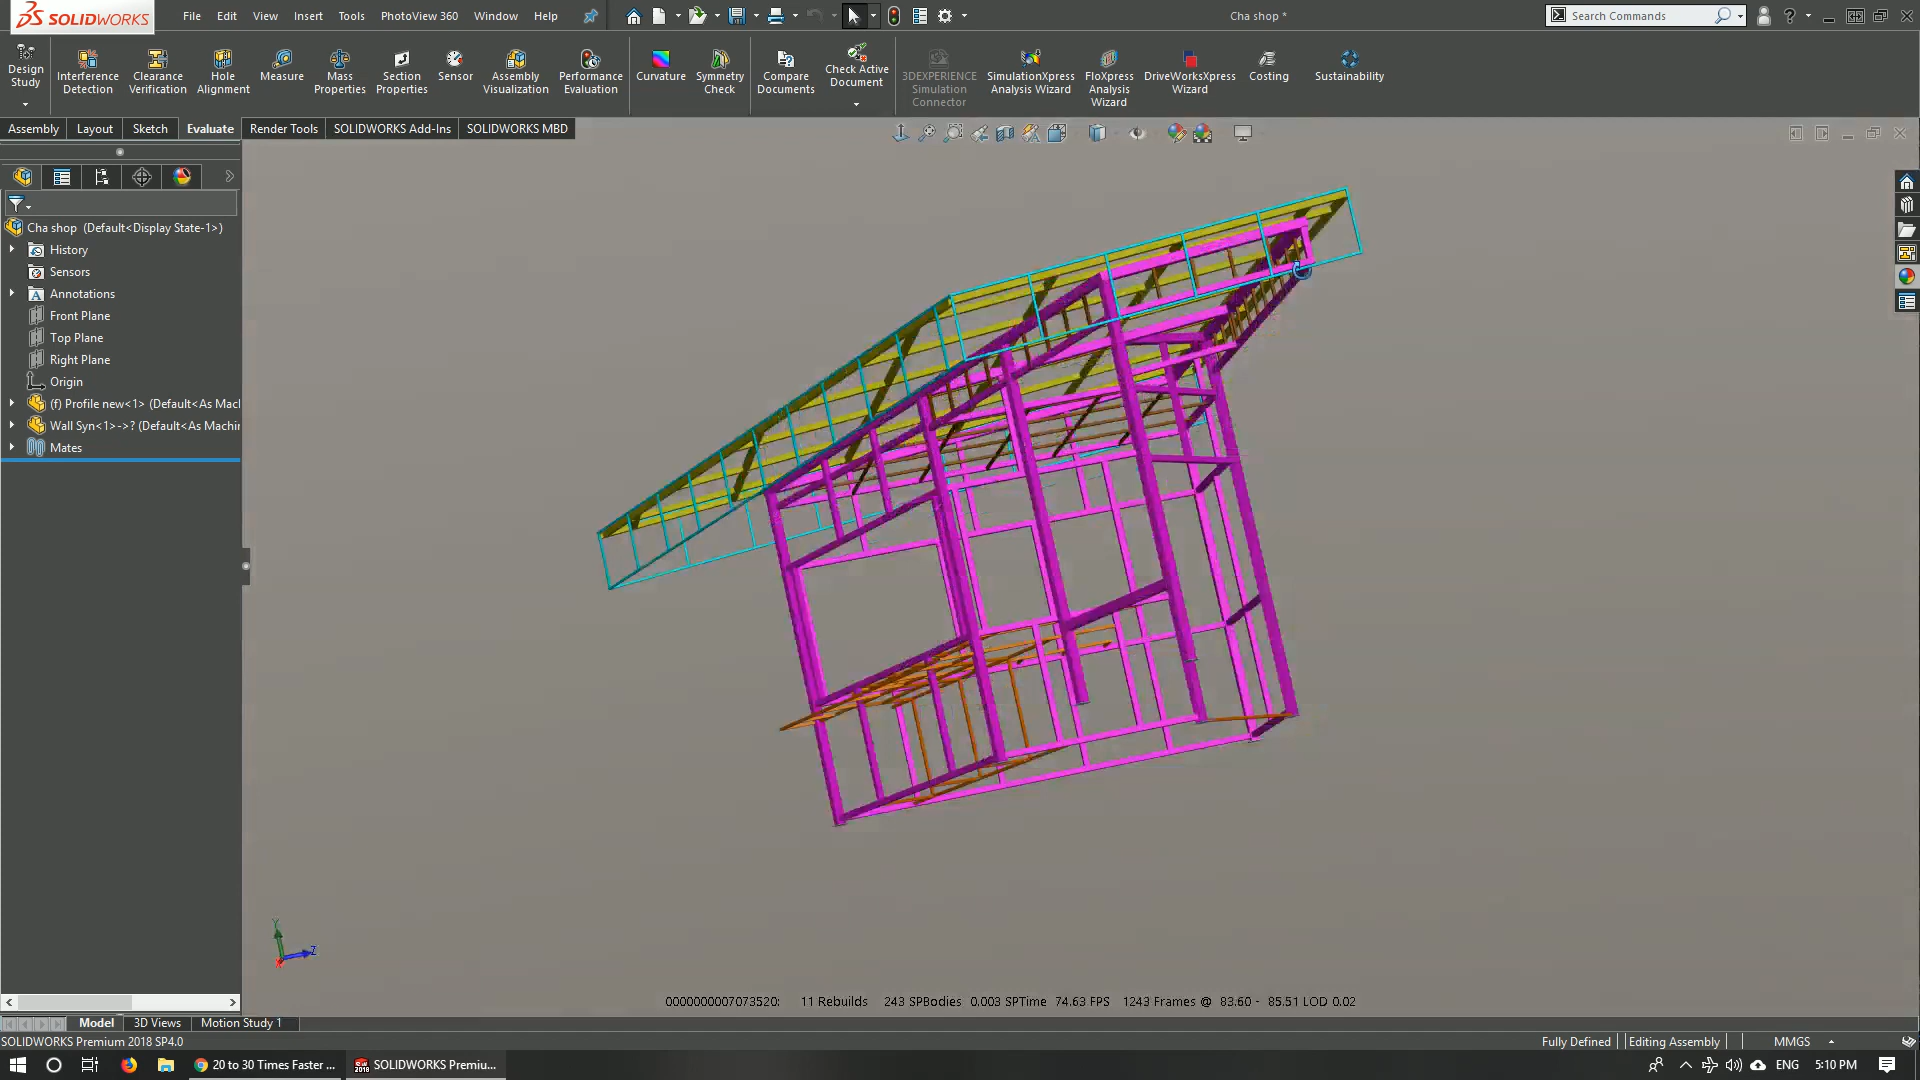 SOLIDWORKS
File Edit View Insert Tools PhotoView 360 Window Help
Cha shop *
Search Commands
Design Study
Interference Detection
Clearance Verification
Hole Alignment
Measure
Mass Properties
Section Properties
Sensor
Assembly Visualization
Performance Evaluation
Curvature
Symmetry Check
Compare Documents
Check Active Document
3DEXPERIENCE Simulation Connector
SimulationXpress Analysis Wizard
FloXpress Analysis Wizard
DriveWorksXpress Wizard
Costing
Sustainability
Assembly Layout Sketch Evaluate Render Tools SOLIDWORKS Add-Ins SOLIDWORKS MBD
Cha shop (Default<Display State-1>)
History
Sensors
Annotations
Front Plane
Top Plane
Right Plane
Origin
(f) Profile new<1> (Default<As Macl
Wall Syn<1>->? (Default<As Machin
Mates
Y
Z
X
0000000007073520: 11 Rebuilds 243 SPBodies 0.003 SPTime 74.63 FPS 1243 Frames @ 83.60 - 85.51 LOD 0.02
Model 3D Views Motion Study 1
SOLIDWORKS Premium 2018 SP4.0
Fully Defined Editing Assembly MMGS
20 to 30 Times Faster ...
SOLIDWORKS Premiu...
ENG 5:10 PM